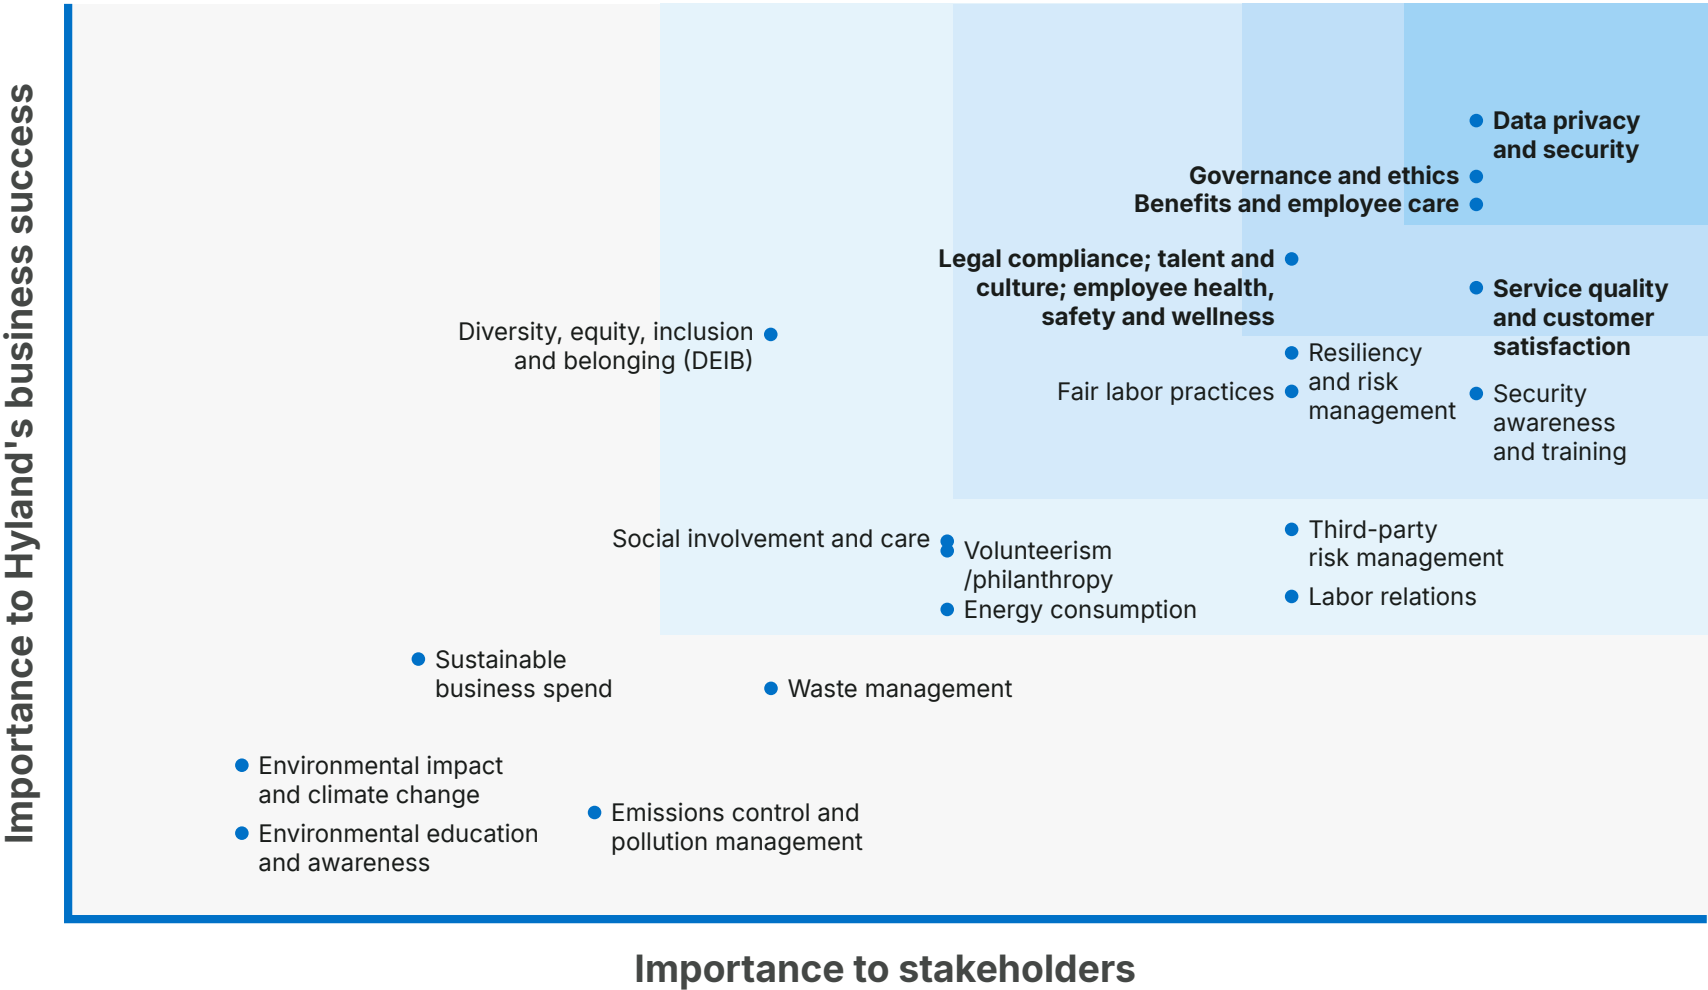 Importance to Hyland's business success
Data privacy
and security
Governance and ethics
Benefits and employee care
Legal compliance; talent and
culture; employee health,
safety and wellness
Service quality
and customer
satisfaction
Diversity, equity, inclusion
and belonging (DEIB)
Resiliency
and risk
management
Fair labor practices
Security
awareness
and training
Social involvement and care
Volunteerism
/philanthropy
Energy consumption
Third-party
risk management
Labor relations
Sustainable
business spend
Waste management
Environmental impact
and climate change
Environmental education
and awareness
Emissions control and
pollution management
Importance to stakeholders